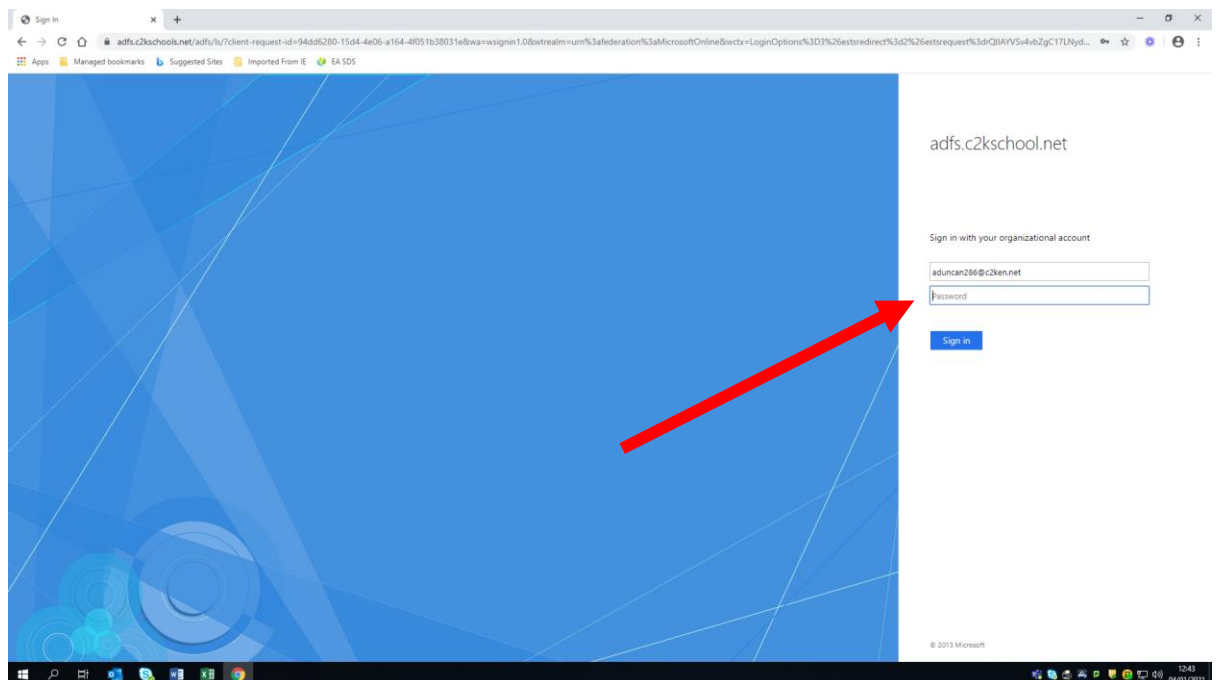 Sign In
adfs.c2kschools.net/adfs/ls/?client-request-id=94dd6280-15d4-4e06-a164-4f051b38031e&wa=wsignin1.0&wtrealm=urn%3afederation%3aMicrosoftOnline&wctx=LoginOptions%3D3%26estsredirect%3d2%26estsrequest%3drQIIAYVSv4vbZgC17LNyd...
Apps Managed bookmarks Suggested Sites Imported From IE EA SDS
adfs.c2kschool.net
Sign in with your organizational account
aduncan286@c2ken.net
Password
Sign in
© 2013 Microsoft
12:43
04/01/2021